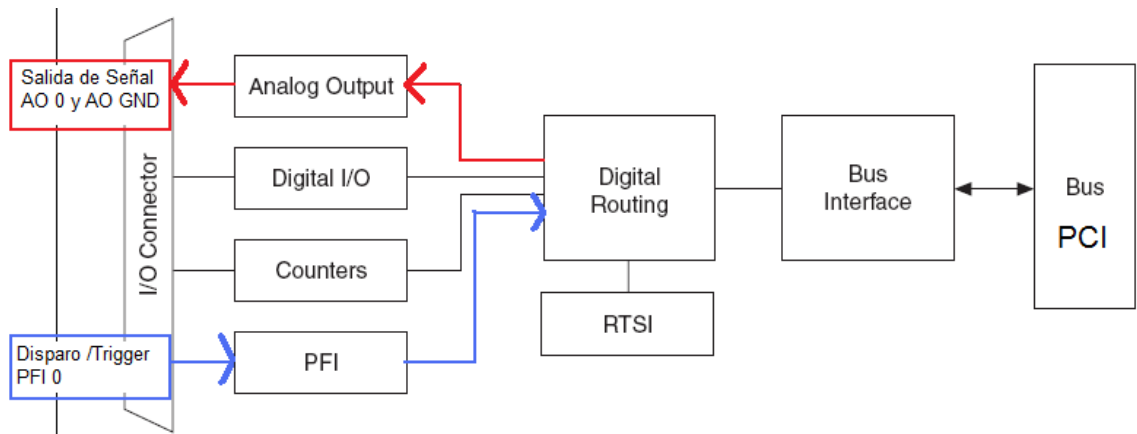 Salida de Señal
AO 0 y AO GND
I/O Connector
Disparo /Trigger
PFI 0
Analog Output
Digital I/O
Counters
PFI
Digital
Routing
RTSI
Bus
Interface
Bus
PCI